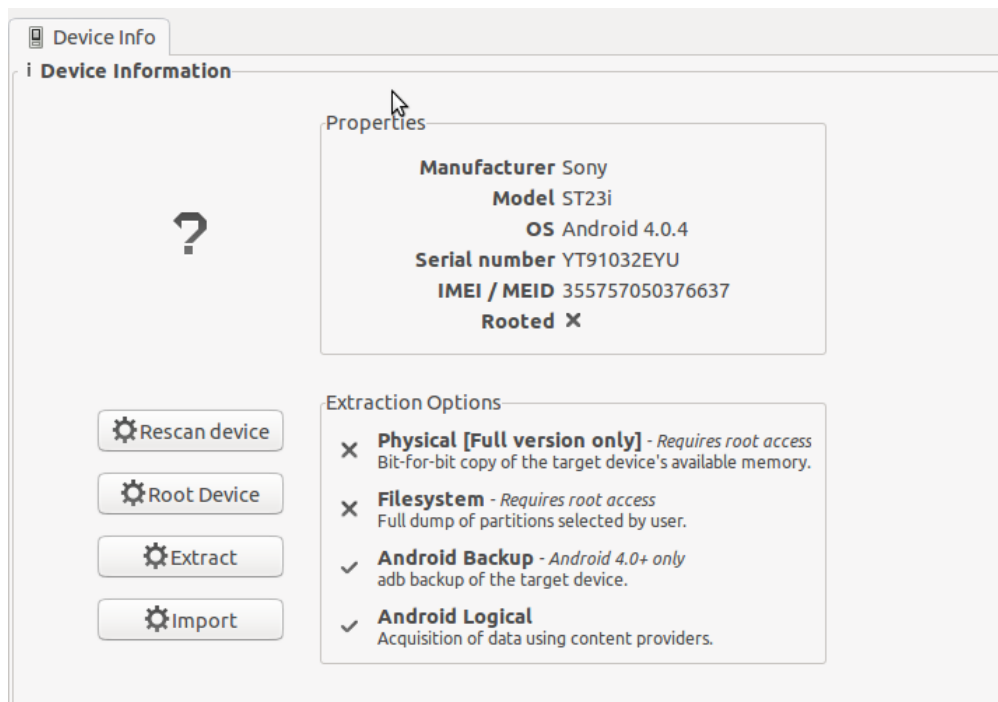 Device Info
i Device Information
Properties
Manufacturer Sony
Model ST23i
OS Android 4.0.4
Serial number YT91032EYU
IMEI / MEID 355757050376637
Rooted ✕
?
Rescan device
Root Device
Extract
Import
Extraction Options
Physical [Full version only] - Requires root access
Bit-for-bit copy of the target device's available memory.
Filesystem - Requires root access
Full dump of partitions selected by user.
Android Backup - Android 4.0+ only
adb backup of the target device.
Android Logical
Acquisition of data using content providers.